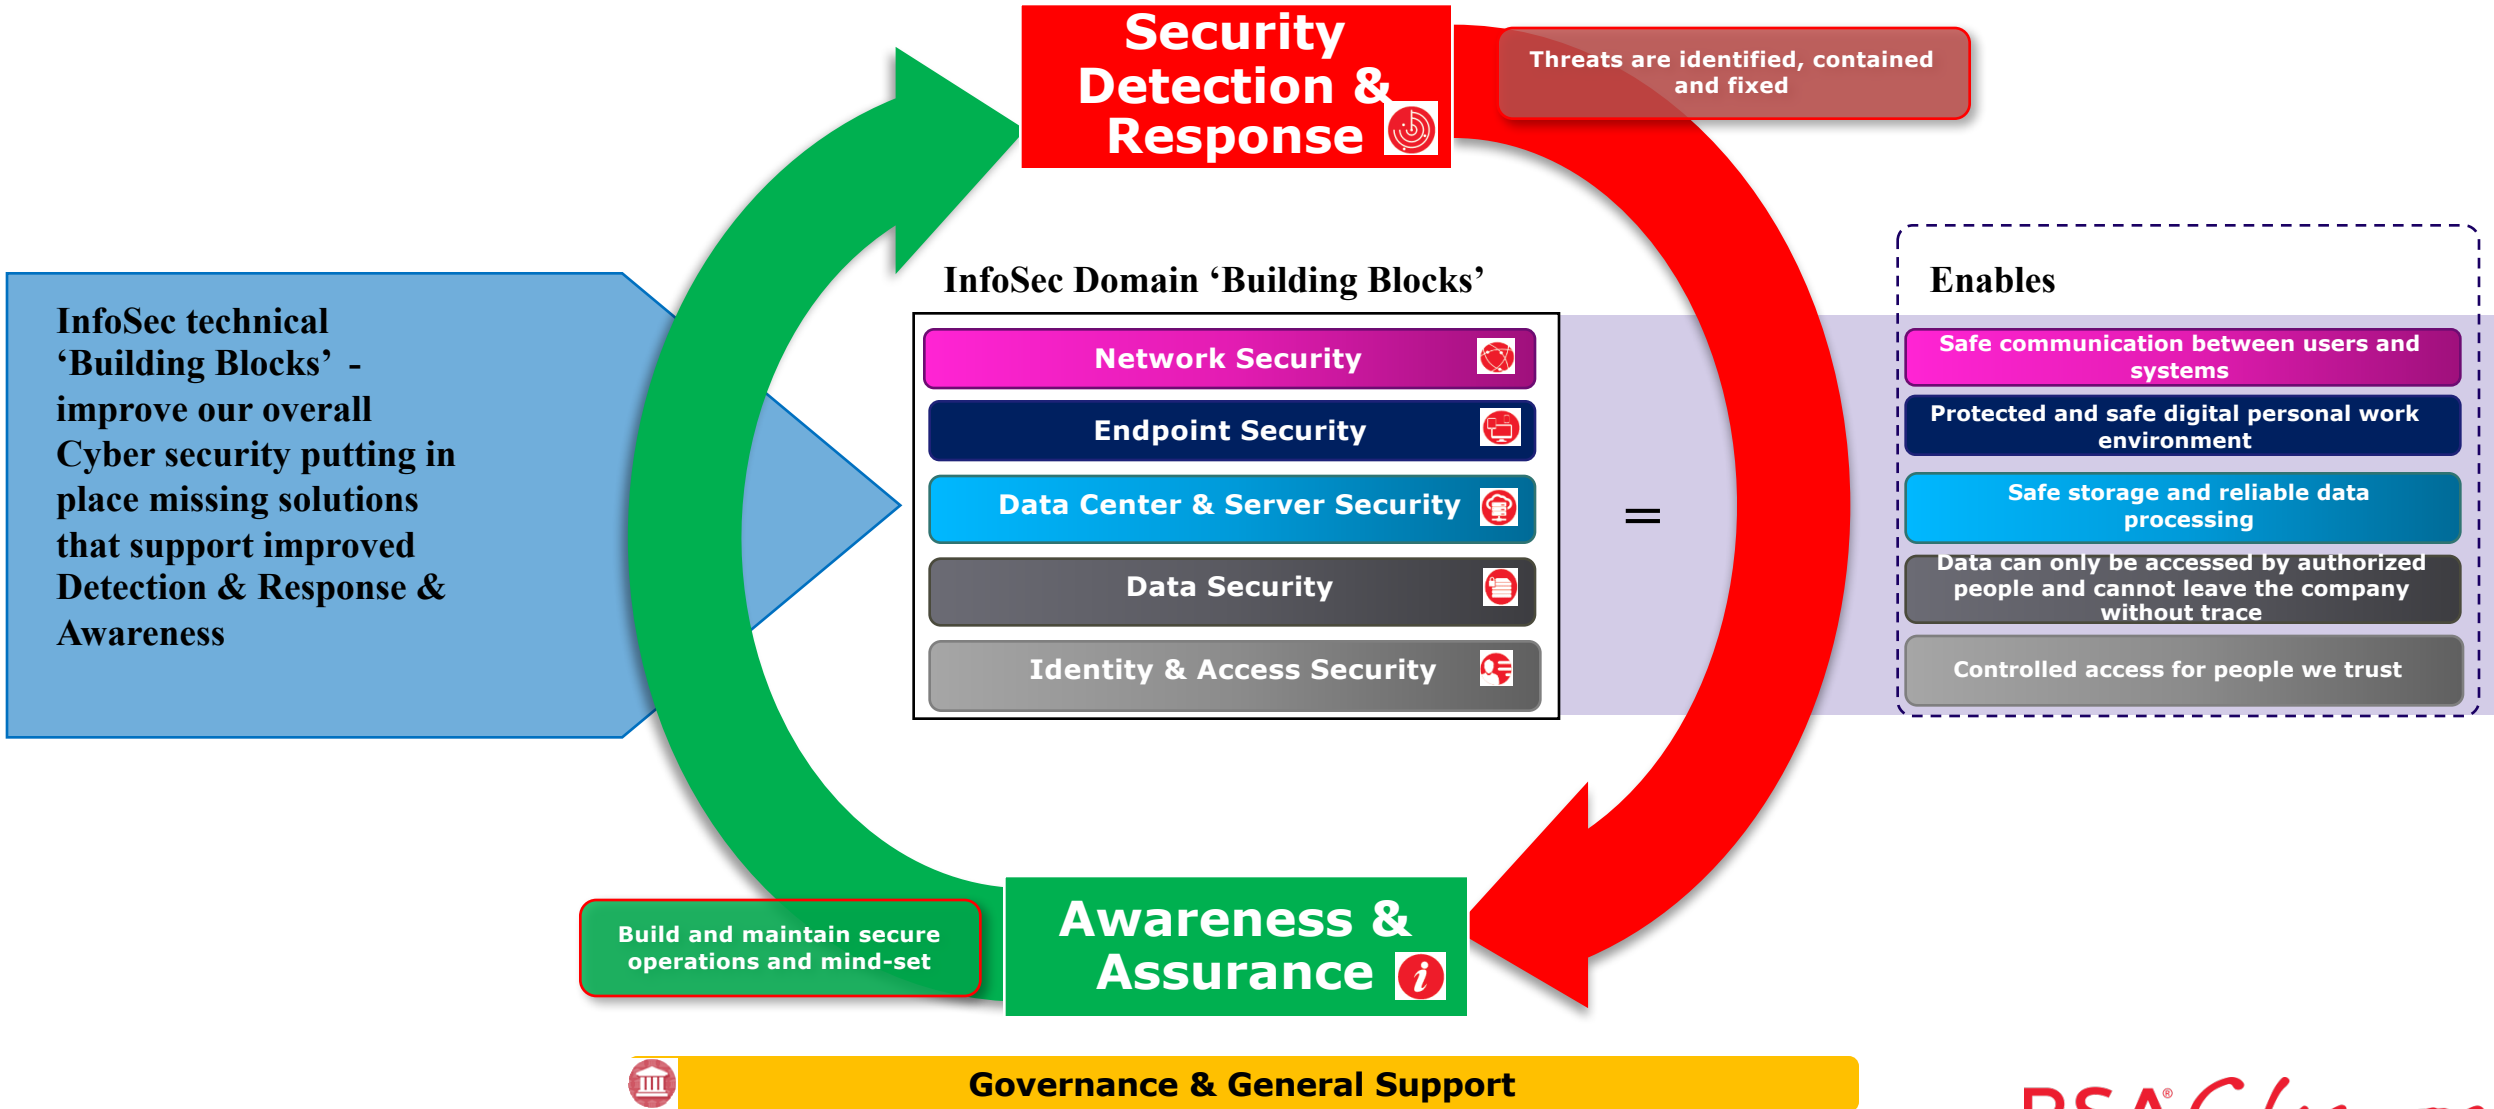 Security
Detection &
Response
Threats are identified, contained
and fixed
InfoSec technical
‘Building Blocks’ -
improve our overall
Cyber security putting in
place missing solutions
that support improved
Detection & Response &
Awareness
InfoSec Domain ‘Building Blocks’
Network Security
Endpoint Security
Data Center & Server Security
Data Security
Identity & Access Security
=
Enables
Safe communication between users and
systems
Protected and safe digital personal work
environment
Safe storage and reliable data
processing
Data can only be accessed by authorized
people and cannot leave the company
without trace
Controlled access for people we trust
Build and maintain secure
operations and mind-set
Awareness &
Assurance
i
Governance & General Support
RSA®